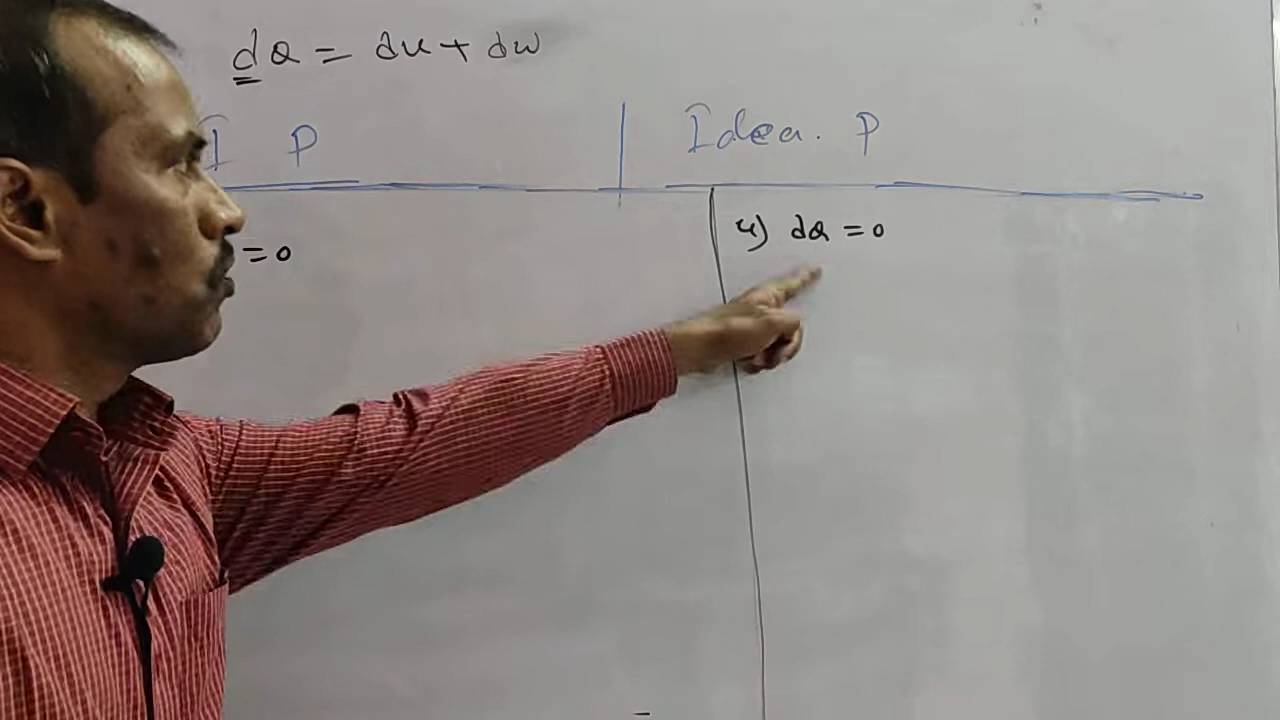 dQ = du + dw
I P
Idea. P
= 0
4) dQ = 0